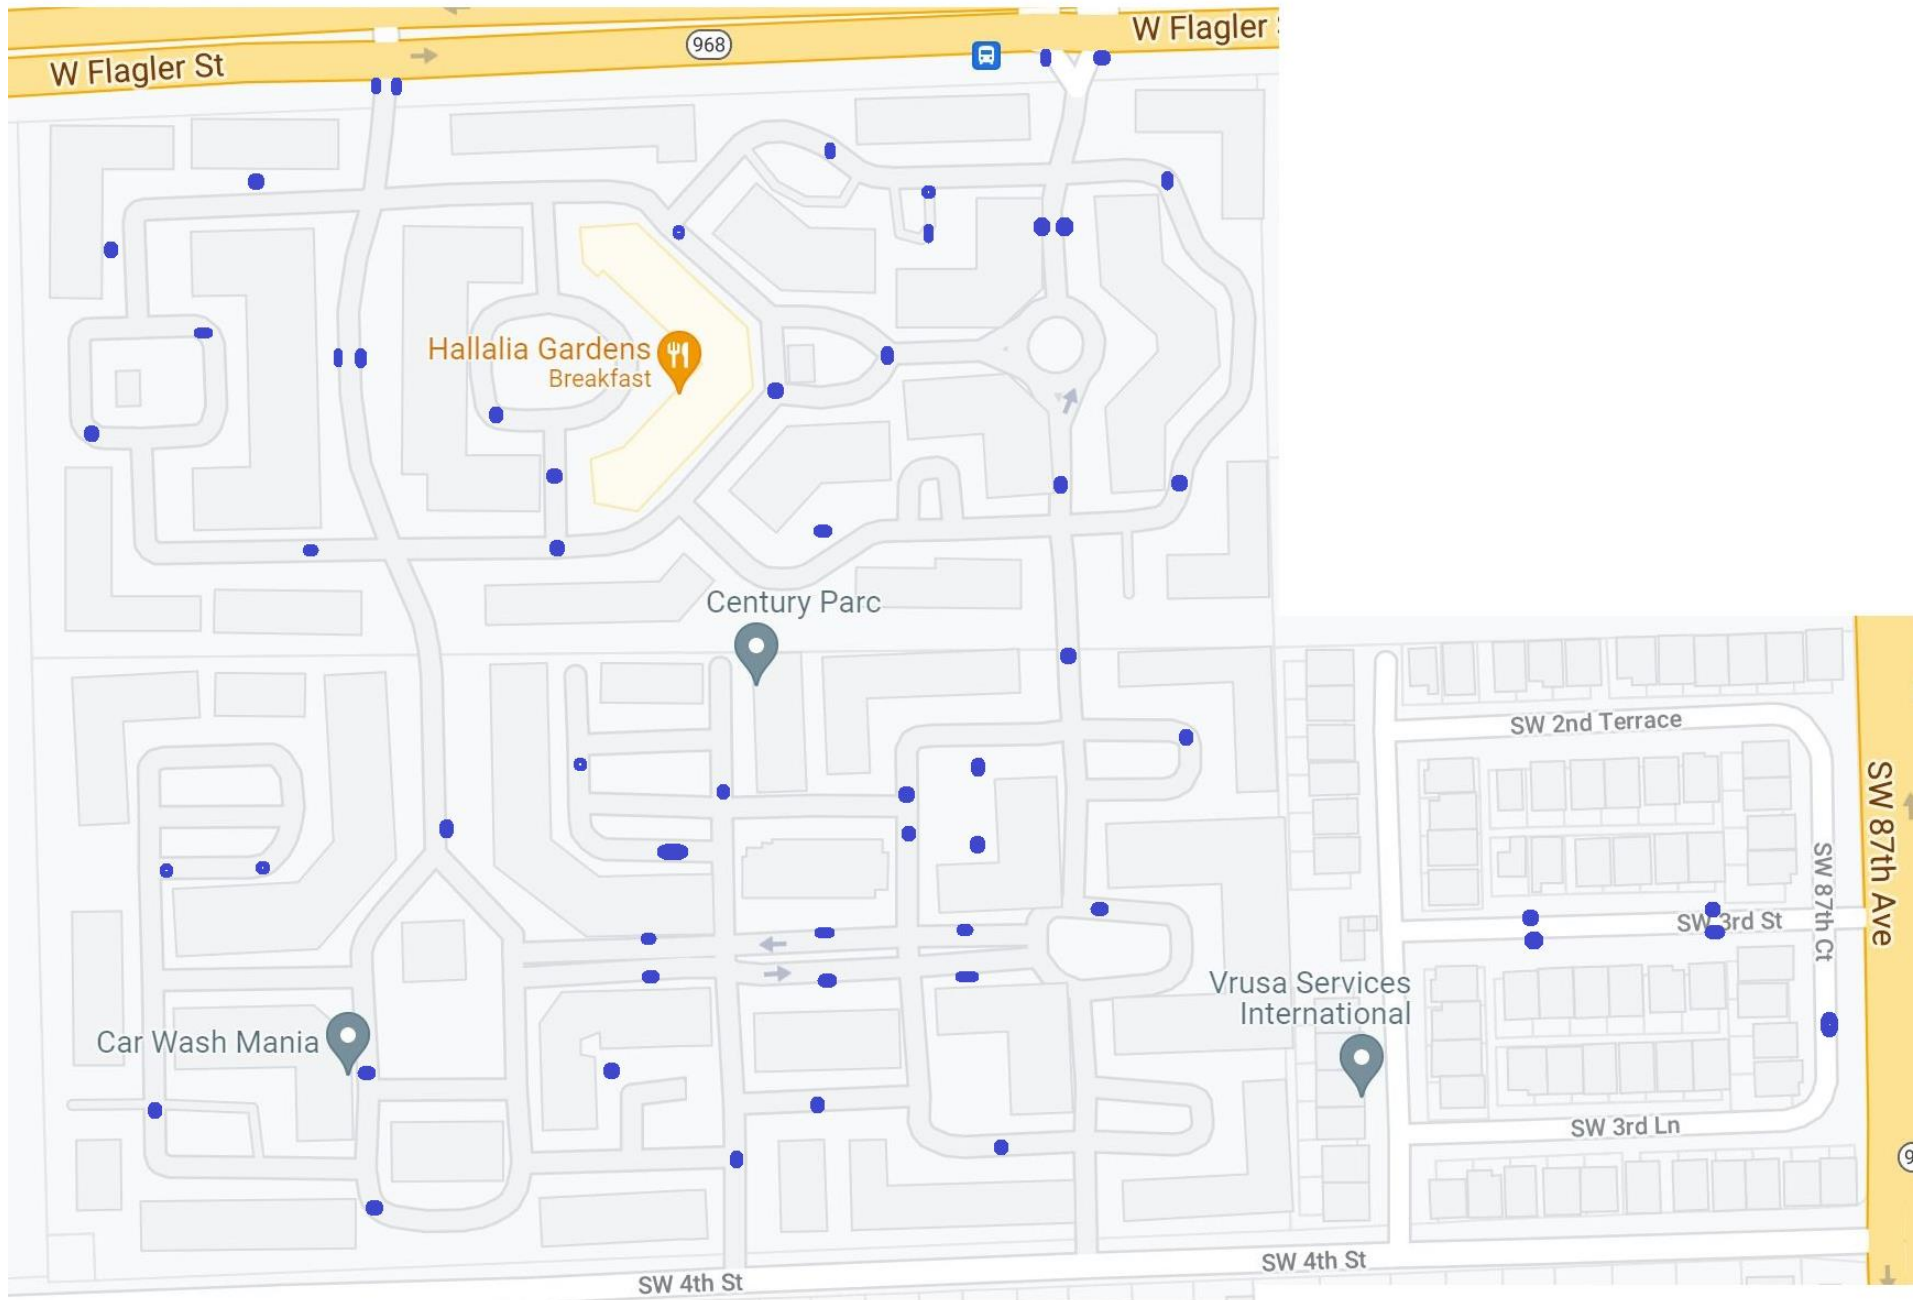 W Flagler St
968
W Flagler
Hallalia Gardens
Breakfast
Century Parc
SW 2nd Terrace
SW 87th Ave
SW 87th Ct
SW 3rd St
Vrusa Services
International
Car Wash Mania
SW 3rd Ln
9
SW 4th St
SW 4th St